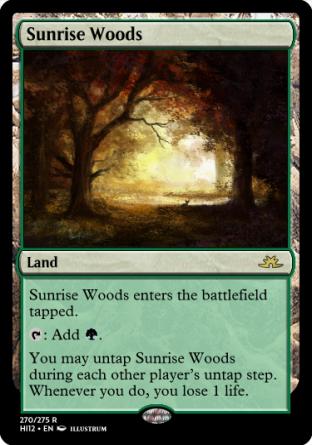 Sunrise Woods
Land
Sunrise Woods enters the battlefield
tapped.
: Add .
You may untap Sunrise Woods
during each other player's untap step.
Whenever you do, you lose 1 life.
270/275 R
HI12 • EN ILLUSTRUM